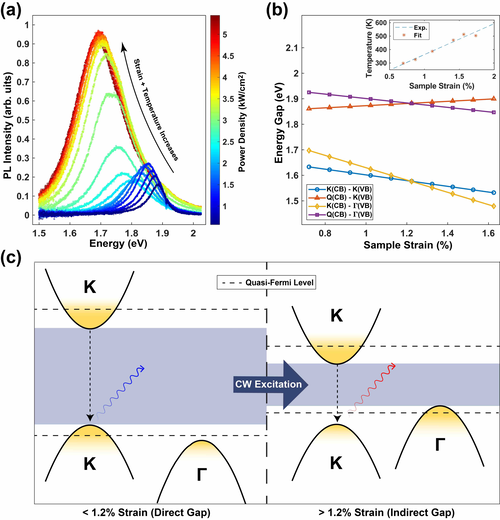 (a)
PL Intensity (arb. uits)
1
0.9
0.8
0.7
0.6
0.5
0.4
0.3
0.2
0.1
0
1.5
1.6
1.7
1.8
1.9
2
Energy (eV)
Strain + Temperature Increases
Power Density (kW/cm2)
5
4.5
4
3.5
3
2.5
2
1.5
1
(b)
Energy Gap (eV)
2.2
2.1
2
1.9
1.8
1.7
1.6
1.5
0.8
1
1.2
1.4
1.6
Sample Strain (%)
K(CB) - K(VB)
Q(CB) - K(VB)
K(CB) - Γ(VB)
Q(CB) - Γ(VB)
Temperature (K)
600
500
400
300
0.5
1
1.5
2
Sample Strain (%)
Exp.
Fit
(c)
Quasi-Fermi Level
K
K
CW Excitation
K
Γ
K
Γ
< 1.2% Strain (Direct Gap)
> 1.2% Strain (Indirect Gap)